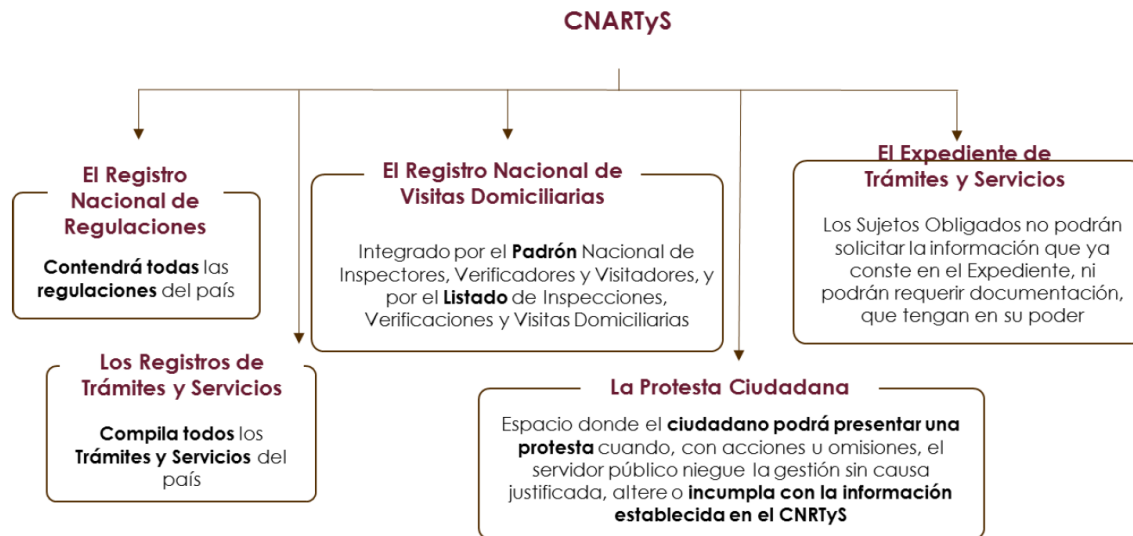 CNARTyS
El Registro
Nacional de
Regulaciones
Contendrá todas las
regulaciones del país
El Registro Nacional de
Visitas Domiciliarias
Integrado por el Padrón Nacional de
Inspectores, Verificadores y Visitadores, y
por el Listado de Inspecciones,
Verificaciones y Visitas Domiciliarias
El Expediente de
Trámites y Servicios
Los Sujetos Obligados no podrán
solicitar la información que ya
conste en el Expediente, ni
podrán requerir documentación,
que tengan en su poder
Los Registros de
Trámites y Servicios
Compila todos los
Trámites y Servicios del
país
La Protesta Ciudadana
Espacio donde el ciudadano podrá presentar una
protesta cuando, con acciones u omisiones, el
servidor público niegue la gestión sin causa
justificada, altere o incumpla con la información
establecida en el CNRTyS